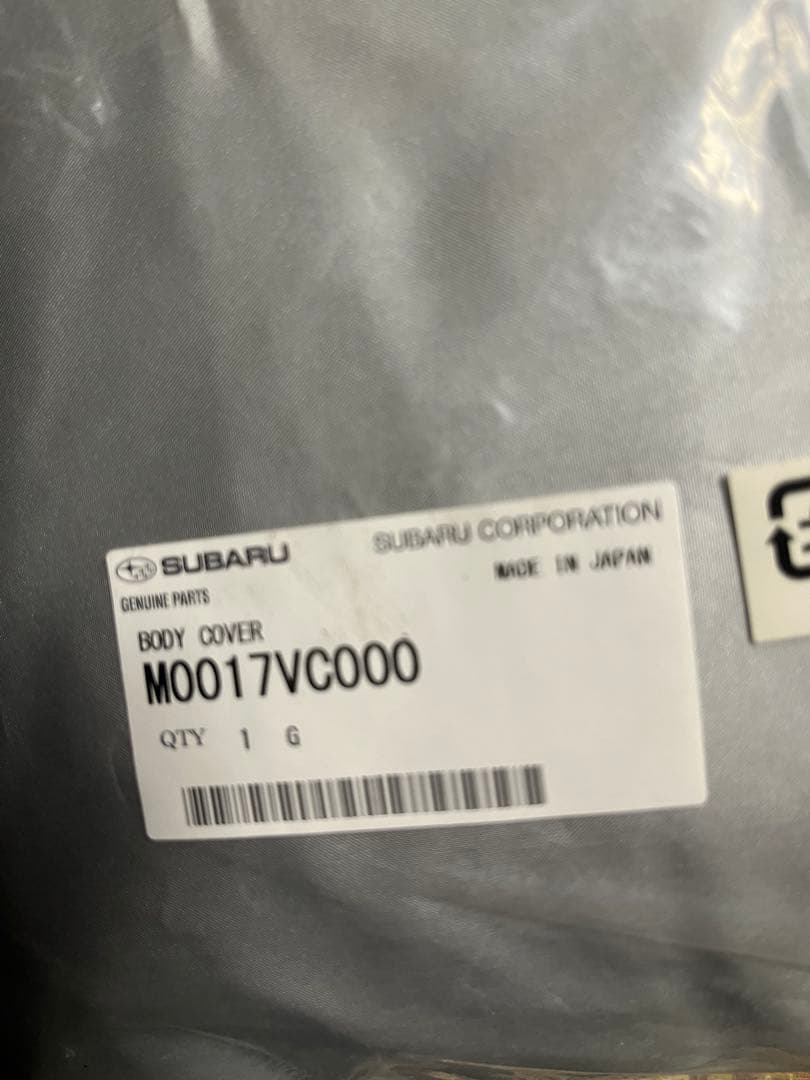 SUBARU
SUBARU CORPORATION
GENUINE PARTS
MADE IN JAPAN
BODY COVER
M0017VC000
QTY 1 G